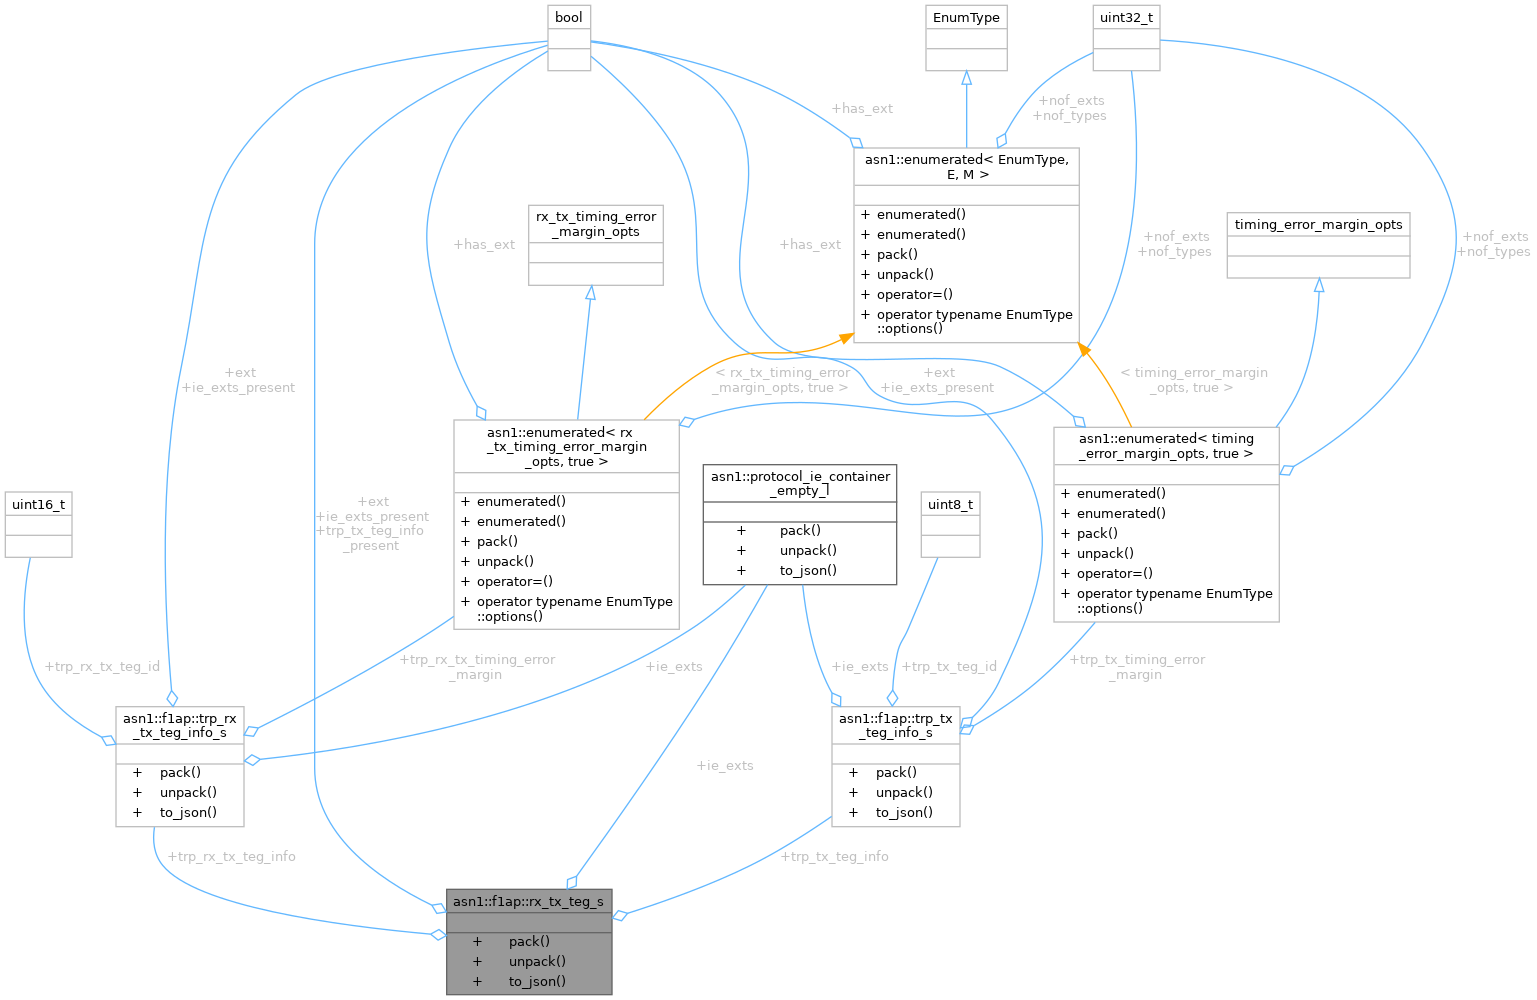 bool
EnumType
uint32_t
+has_ext
+nof_exts
+nof_types
asn1::enumerated< EnumType,
E, M >
+ enumerated()
+ enumerated()
+ pack()
+ unpack()
+ operator=()
+ operator typename EnumType
::options()
rx_tx_timing_error
_margin_opts
timing_error_margin_opts
+has_ext
+has_ext
+nof_exts
+nof_types
+nof_exts
+nof_types
+ext
+ie_exts_present
< rx_tx_timing_error
_margin_opts, true >
+ext
+ie_exts_present
< timing_error_margin
_opts, true >
asn1::enumerated< rx
_tx_timing_error_margin
_opts, true >
+ enumerated()
+ enumerated()
+ pack()
+ unpack()
+ operator=()
+ operator typename EnumType
::options()
asn1::enumerated< timing
_error_margin_opts, true >
+ enumerated()
+ enumerated()
+ pack()
+ unpack()
+ operator=()
+ operator typename EnumType
::options()
asn1::protocol_ie_container
_empty_l
+ pack()
+ unpack()
+ to_json()
uint16_t
uint8_t
+ext
+ie_exts_present
+trp_tx_teg_info
_present
+trp_rx_tx_teg_id
+trp_rx_tx_timing_error
_margin
+ie_exts
+ie_exts
+trp_tx_teg_id
+trp_tx_timing_error
_margin
asn1::f1ap::trp_rx
_tx_teg_info_s
+ pack()
+ unpack()
+ to_json()
asn1::f1ap::trp_tx
_teg_info_s
+ pack()
+ unpack()
+ to_json()
+ie_exts
+trp_rx_tx_teg_info
+trp_tx_teg_info
asn1::f1ap::rx_tx_teg_s
+ pack()
+ unpack()
+ to_json()